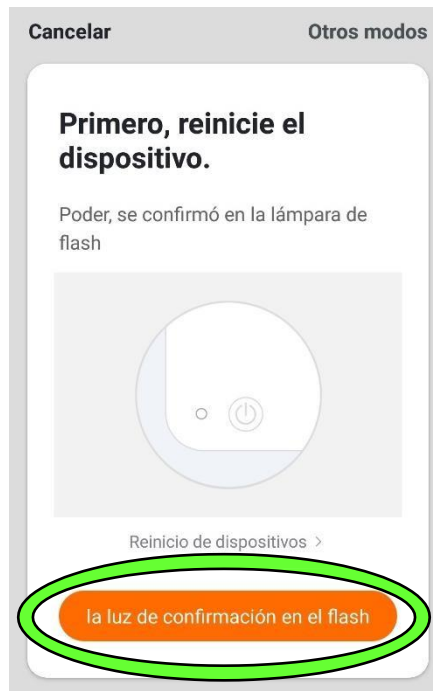 Cancelar
Otros modos
Primero, reinicie el
dispositivo.
Poder, se confirmó en la lámpara de
flash
Reinicio de dispositivos >
la luz de confirmación en el flash